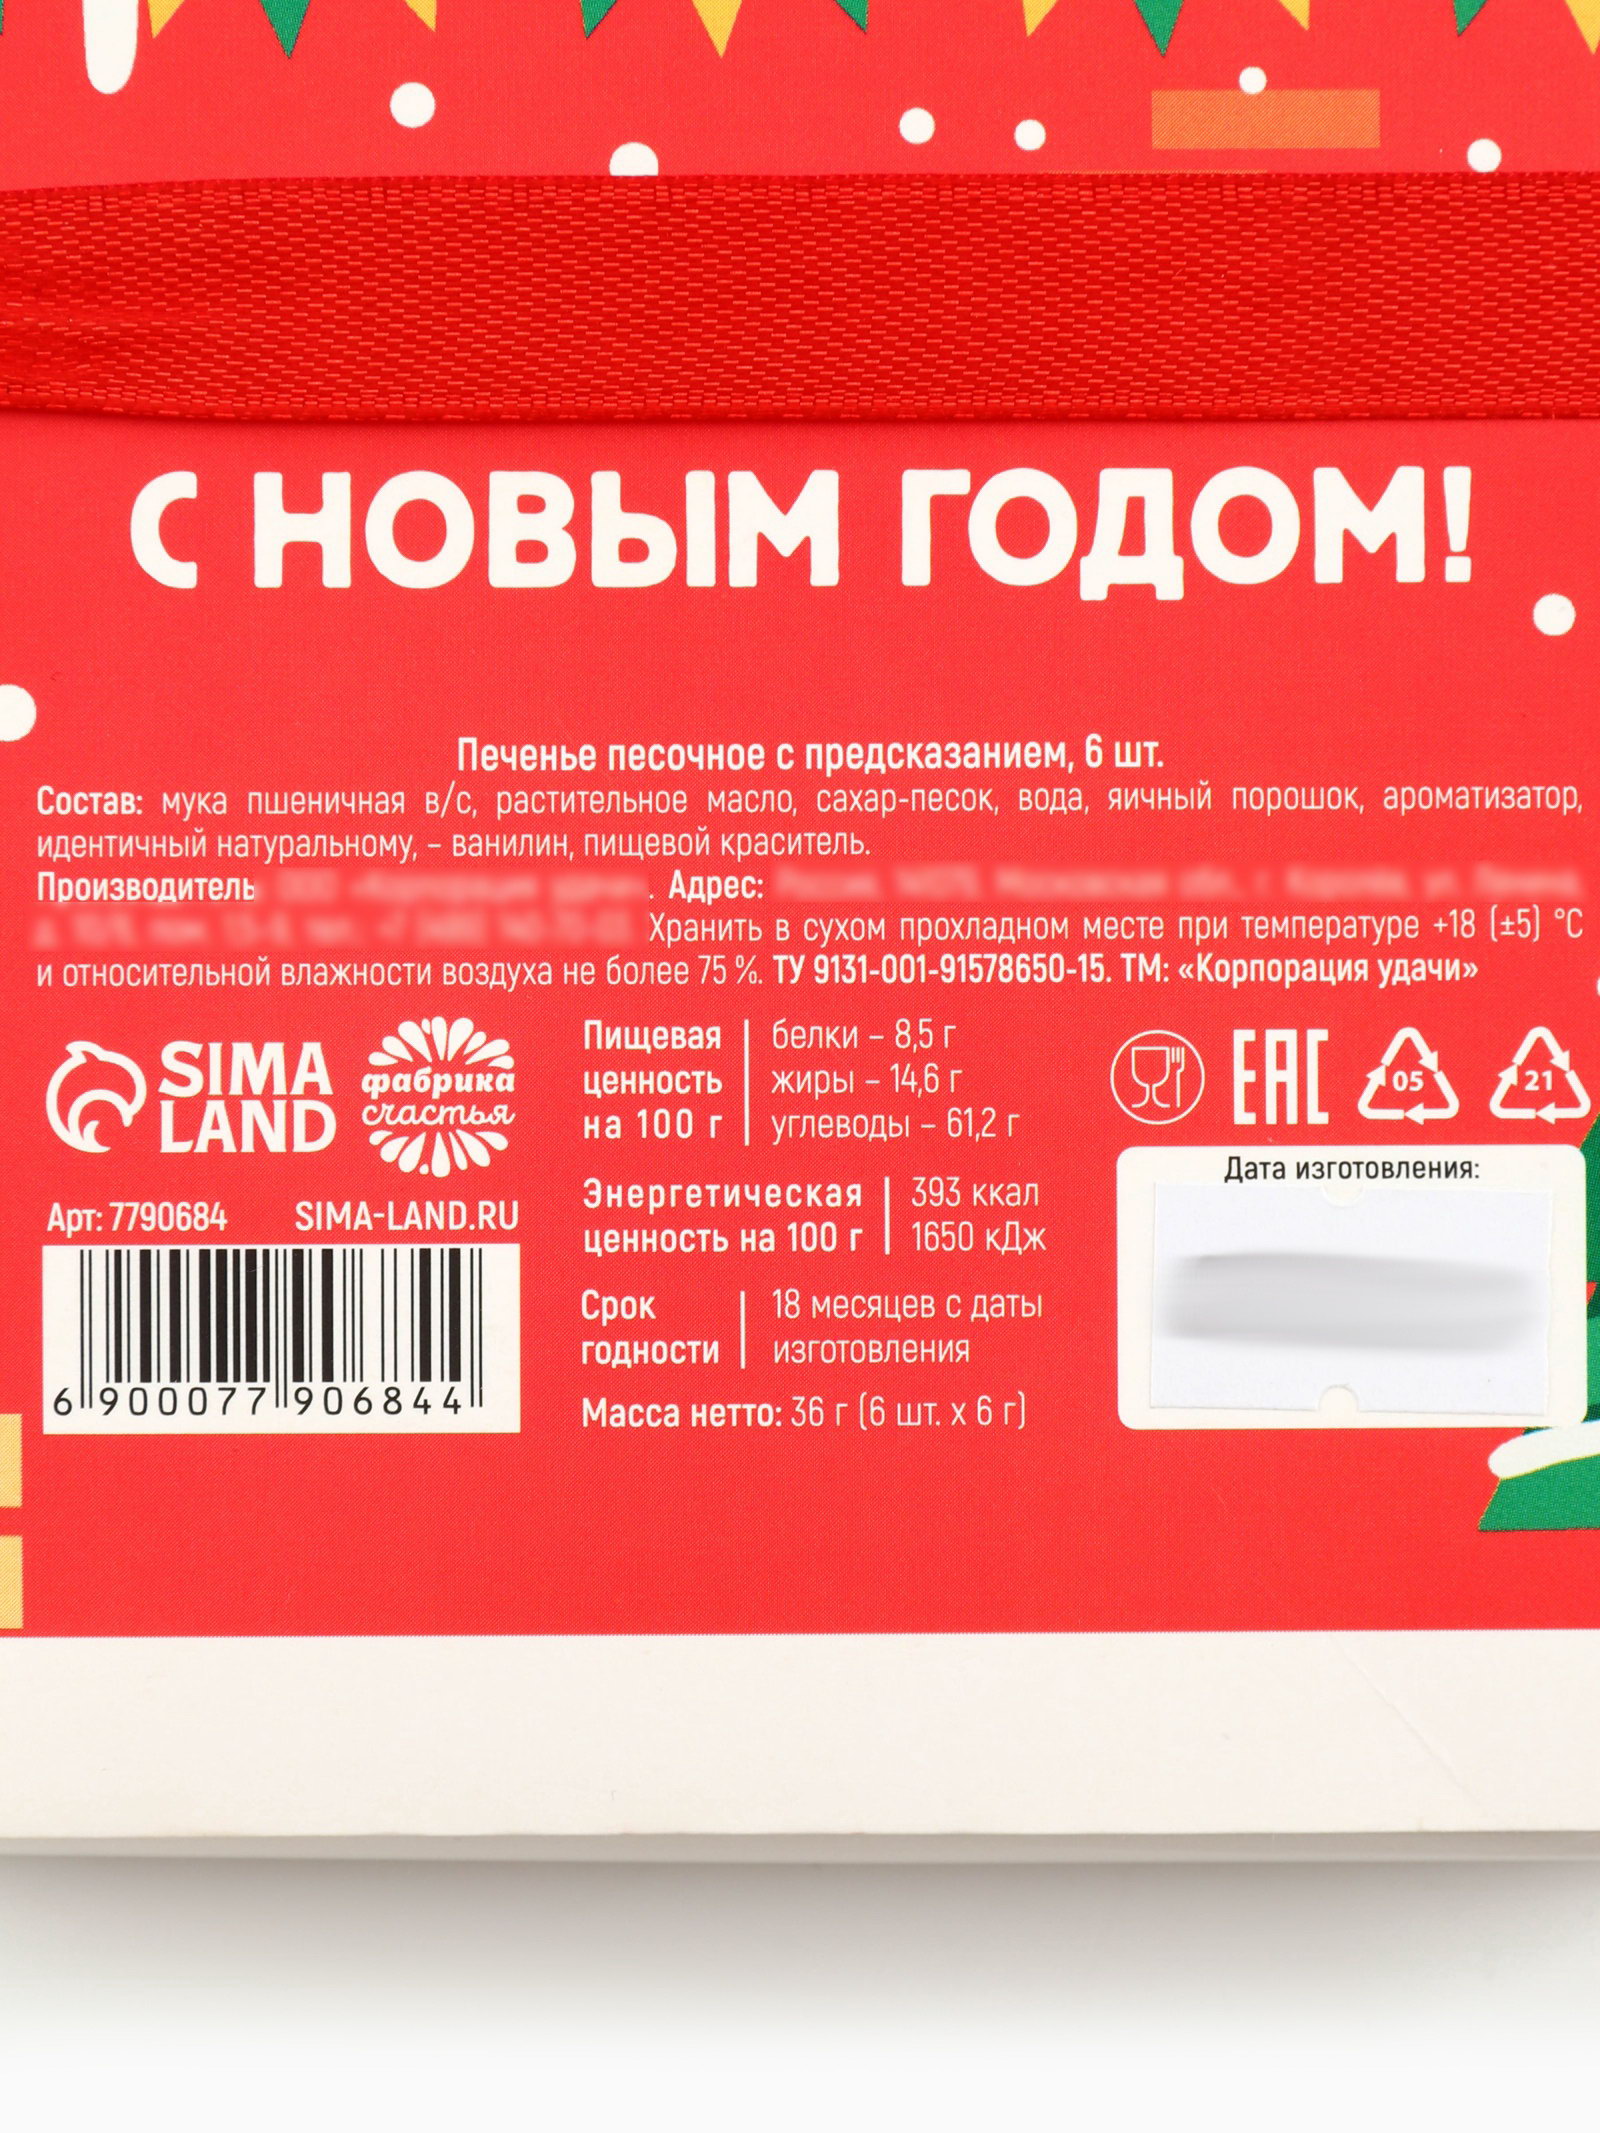 С НОВЫМ ГОДОМ!
Печенье песочное с предсказанием, 6 шт.
Состав: мука пшеничная в/с, растительное масло, сахар-песок, вода, яичный порошок, ароматизатор,
идентичный натуральному, – ванилин, пищевой краситель.
Производитель . Адрес:
Хранить в сухом прохладном месте при температуре +18 (±5) °С
и относительной влажности воздуха не более 75 %. ТУ 9131-001-91578650-15. ТМ: «Корпорация удачи»
SIMA
LAND
фабрика
счастья
Арт: 7790684 SIMA-LAND.RU
6 900077 906844
Пищевая
ценность
на 100 г
белки – 8,5 г
жиры – 14,6 г
углеводы – 61,2 г
Энергетическая
ценность на 100 г
393 ккал
1650 кДж
Срок
годности
18 месяцев с даты
изготовления
Масса нетто: 36 г (6 шт. х 6 г)
EAC
05
21
Дата изготовления: